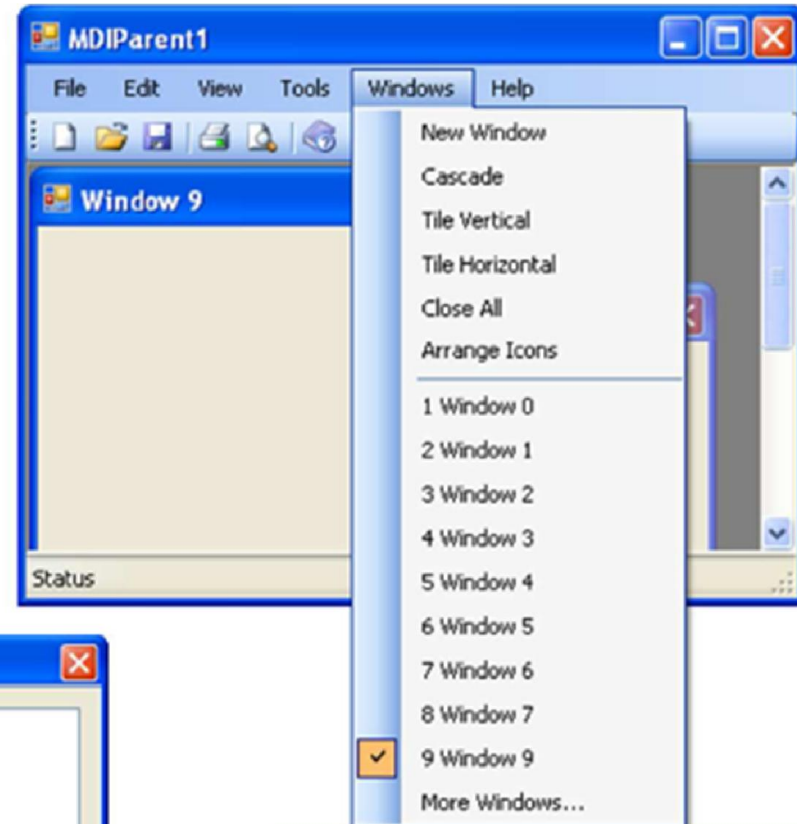 MDIParent1
File Edit View Tools Windows Help
Window 9
New Window
Cascade
Tile Vertical
Tile Horizontal
Close All
Arrange Icons
1 Window 0
2 Window 1
3 Window 2
4 Window 3
5 Window 4
6 Window 5
7 Window 6
8 Window 7
9 Window 9
More Windows...
Status